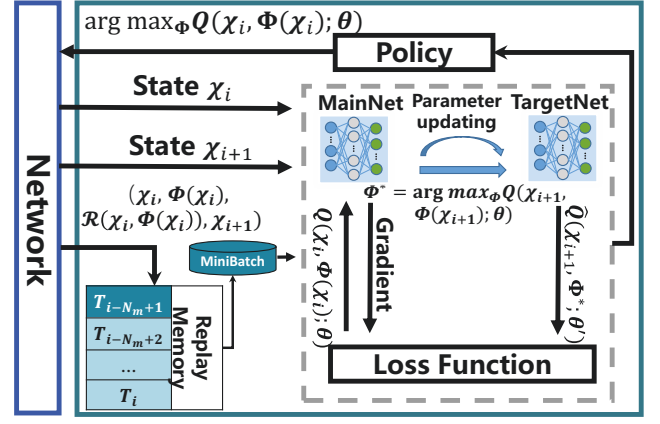 arg max_Φ Q(χ_i, Φ(χ_i); θ)
Policy
Network
State χ_i
State χ_{i+1}
(χ_i, Φ(χ_i),
ℛ(χ_i, Φ(χ_i)), χ_{i+1})
MiniBatch
T_{i−N_m+1}
T_{i−N_m+2}
...
T_i
Replay
Memory
MainNet
Parameter
updating
TargetNet
Φ* = arg max_Φ Q(χ_{i+1},
Φ(χ_{i+1}); θ)
Q(χ_i, Φ(χ_i); θ)
Gradient
Q̂(χ_{i+1}, Φ*; θ′)
Loss Function